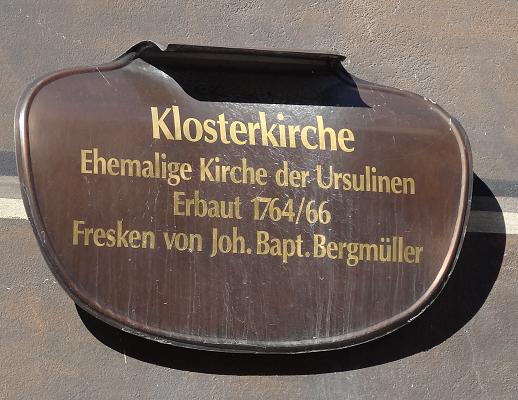 Klosterkirche
Ehemalige Kirche der Ursulinen
Erbaut 1764/66
Fresken von Joh. Bapt. Bergmüller